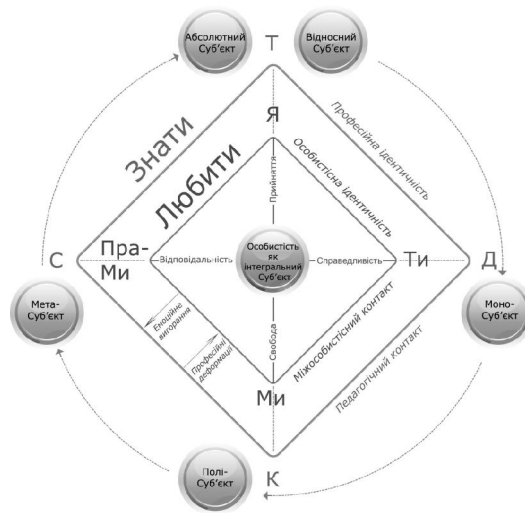 Абсолютний
Суб'єкт
Т
Відносний
Суб'єкт
Я
Знати
Любити
Прийняття
Особистісна ідентичність
Професійна ідентичність
С
Пра-
Ми
Відповідальність
Особистість
як
інтегральний
Суб'єкт
Справедливість
Ти
Д
Мета-
Суб'єкт
Моно-
Суб'єкт
Емоційне
вигорання
Професійні
деформації
Свобода
Міжособистісний контакт
Педагогічний контакт
Ми
Полі-
Суб'єкт
К